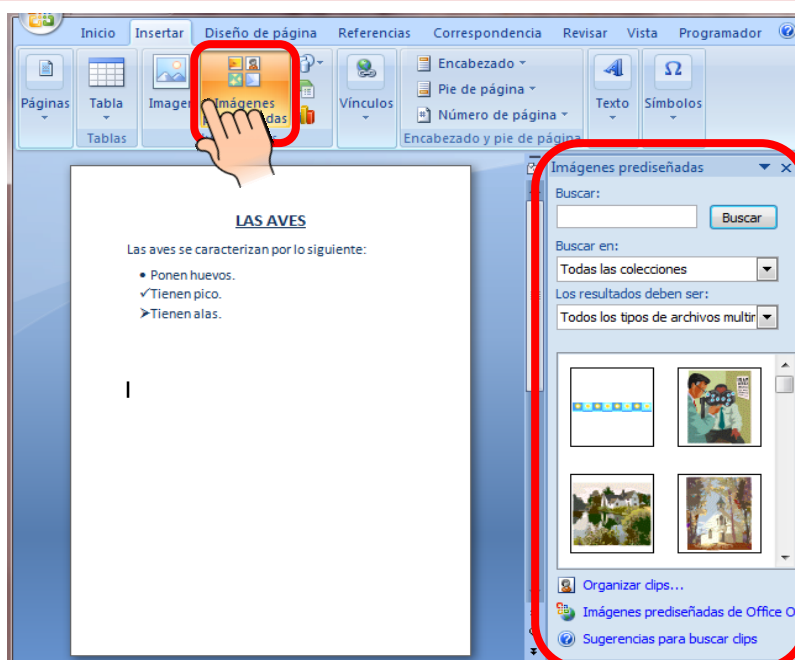 Inicio Insertar Diseño de página Referencias Correspondencia Revisar Vista Programador
Páginas
Tabla
Imagen
Imágenes
Vínculos
Encabezado
Pie de página
Número de página
Texto
Símbolos
Tablas
Encabezado y pie de página
LAS AVES
Las aves se caracterizan por lo siguiente:
• Ponen huevos.
✓Tienen pico.
➤Tienen alas.
Imágenes prediseñadas
Buscar:
Buscar
Buscar en:
Todas las colecciones
Los resultados deben ser:
Todos los tipos de archivos multir
Organizar clips...
Imágenes prediseñadas de Office O
Sugerencias para buscar clips